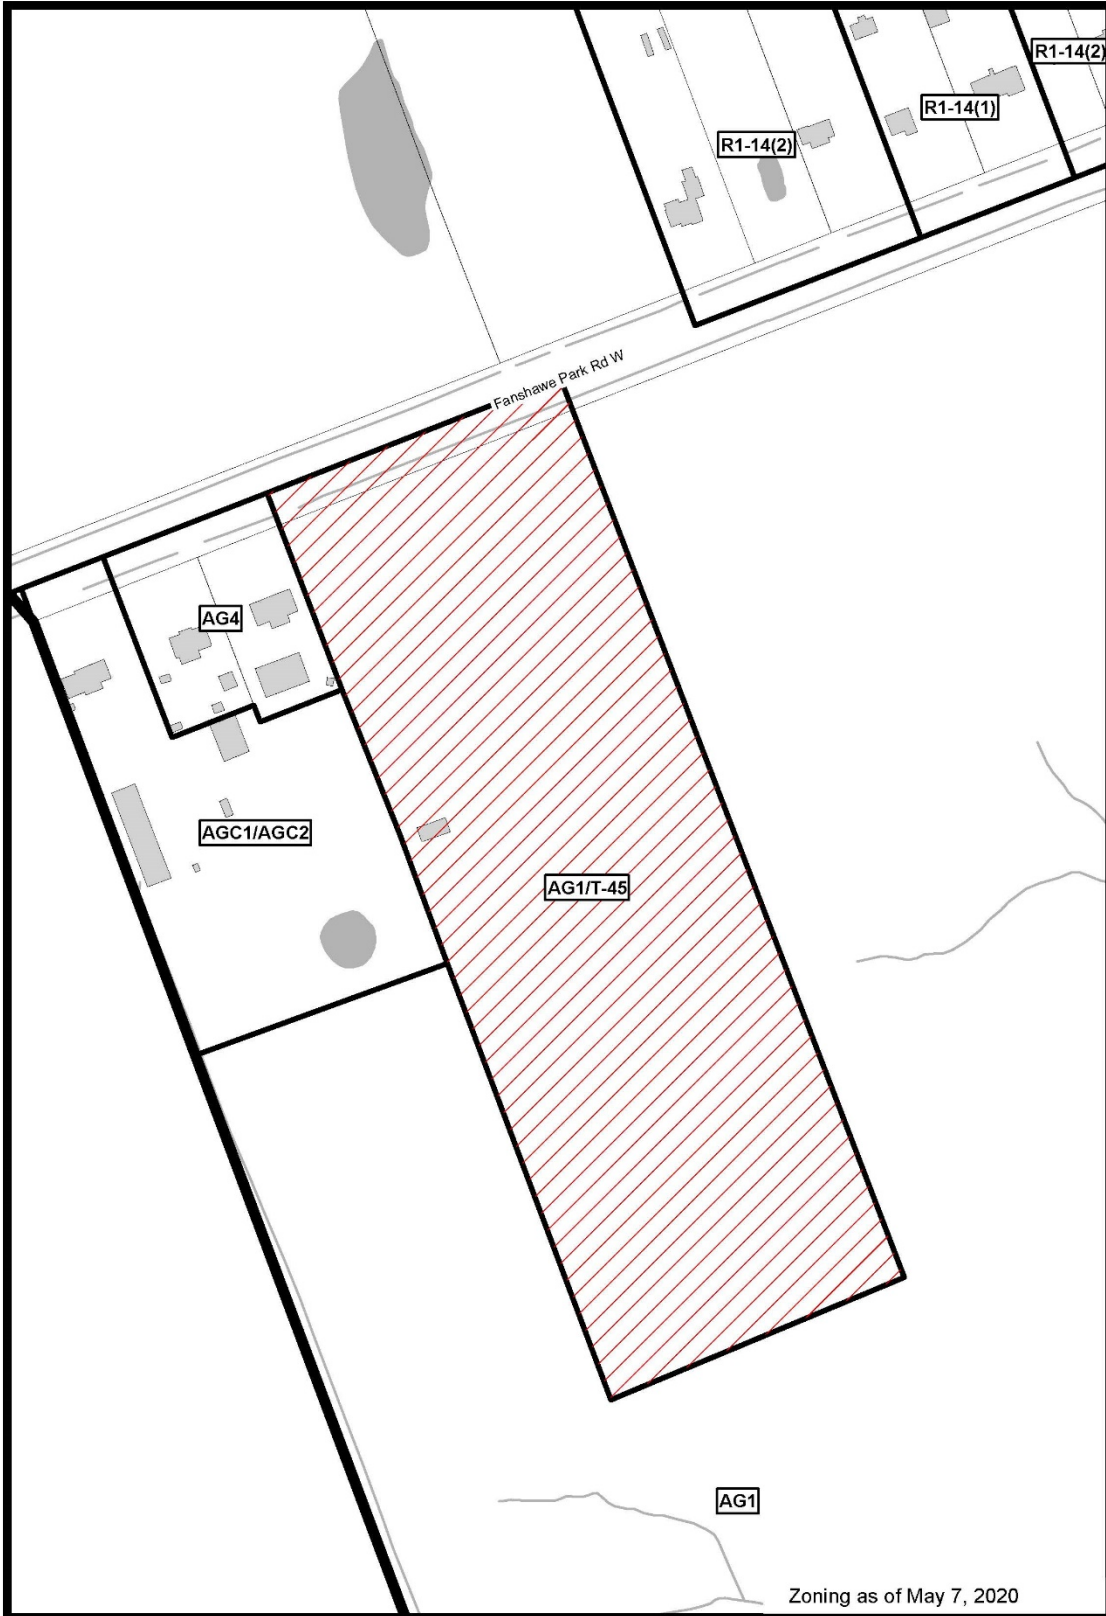 R1-14(2)
R1-14(1)
R1-14(2)
Fanshawe Park Rd W
AG4
AGC1/AGC2
AG1/T-45
AG1
Zoning as of May 7, 2020